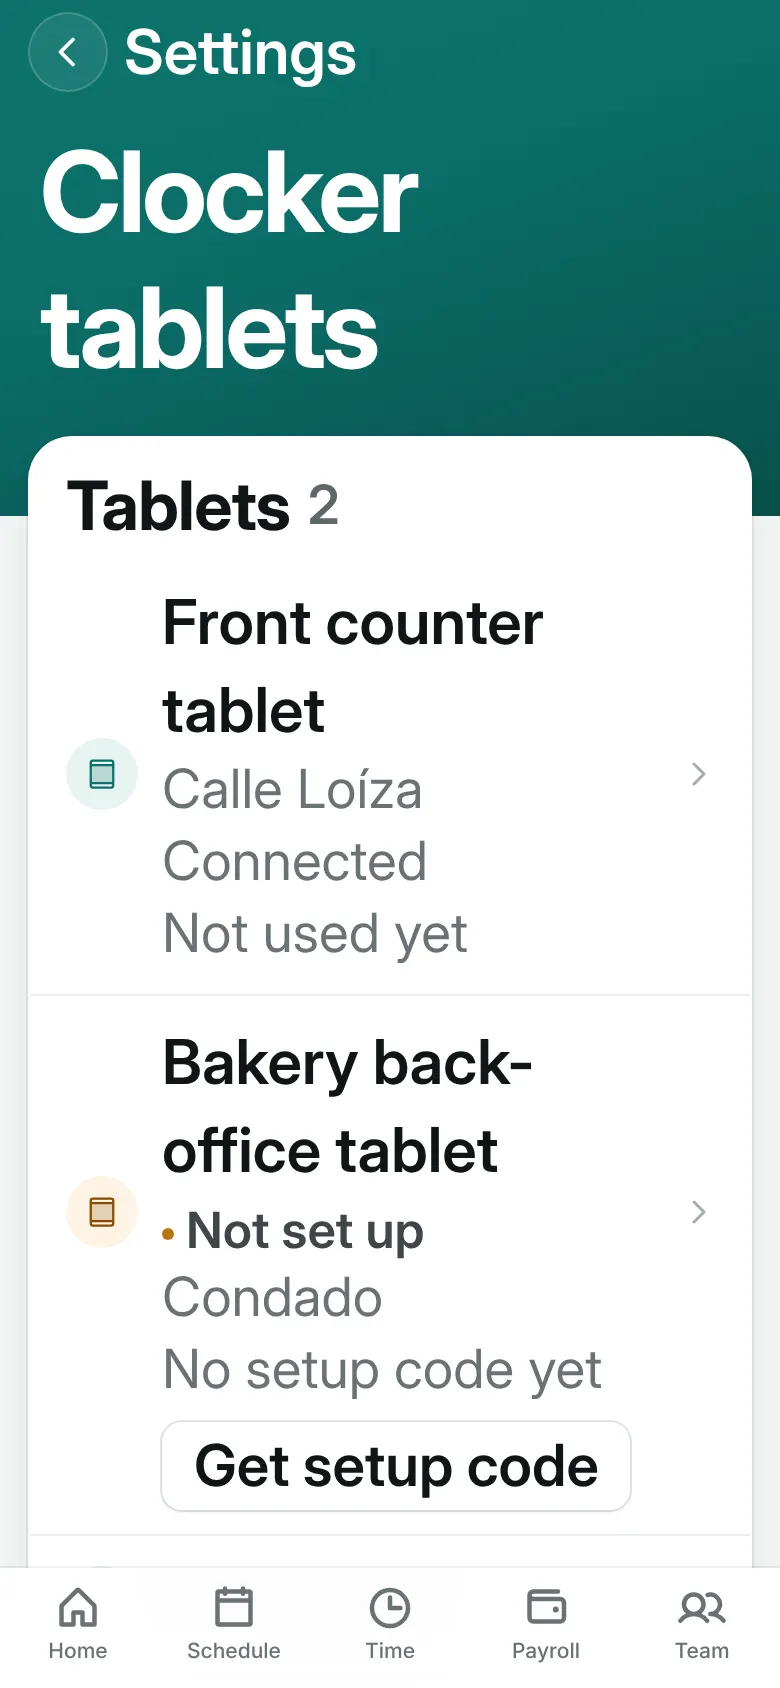 Settings
Clocker
tablets
Tablets 2
Front counter
tablet
Calle Loíza
Connected
Not used yet
Bakery back-
office tablet
Not set up
Condado
No setup code yet
Get setup code
Home
Schedule
Time
Payroll
Team